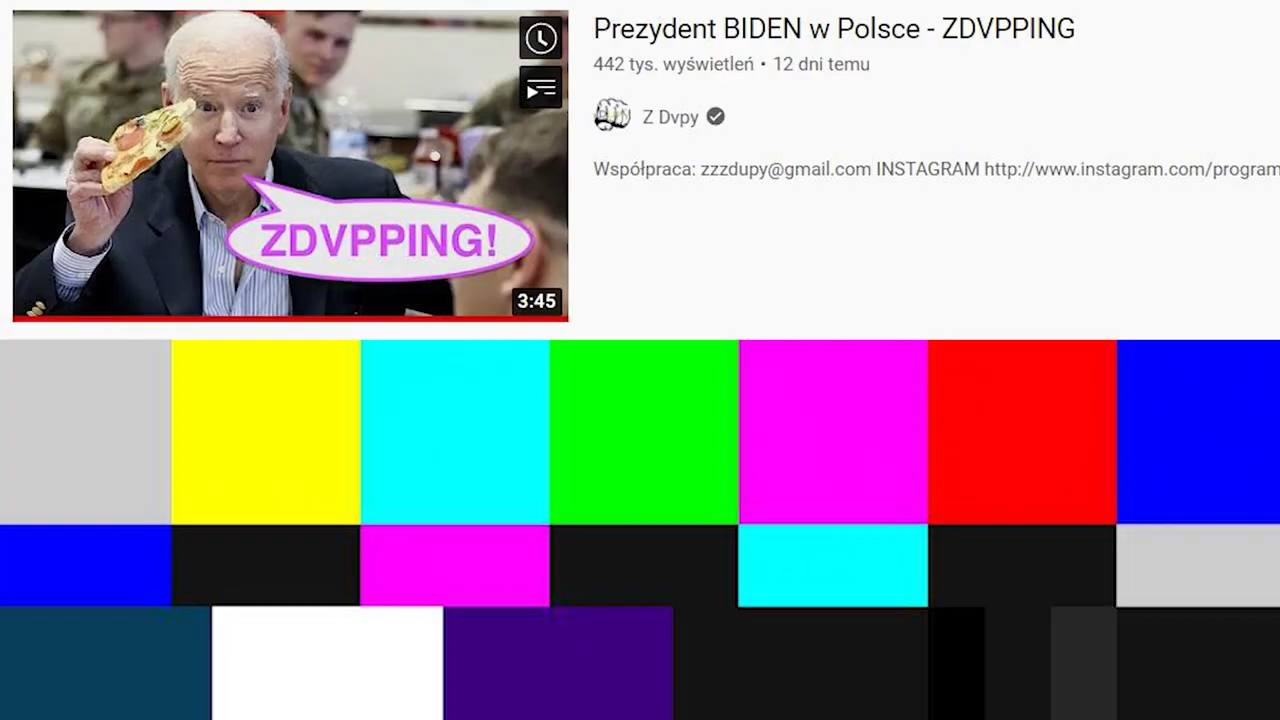 Prezydent BIDEN w Polsce - ZDVPPING
442 tys. wyświetleń • 12 dni temu
Z Dvpy
Współpraca: zzzdupy@gmail.com INSTAGRAM http://www.instagram.com/program
ZDVPPING!
3:45